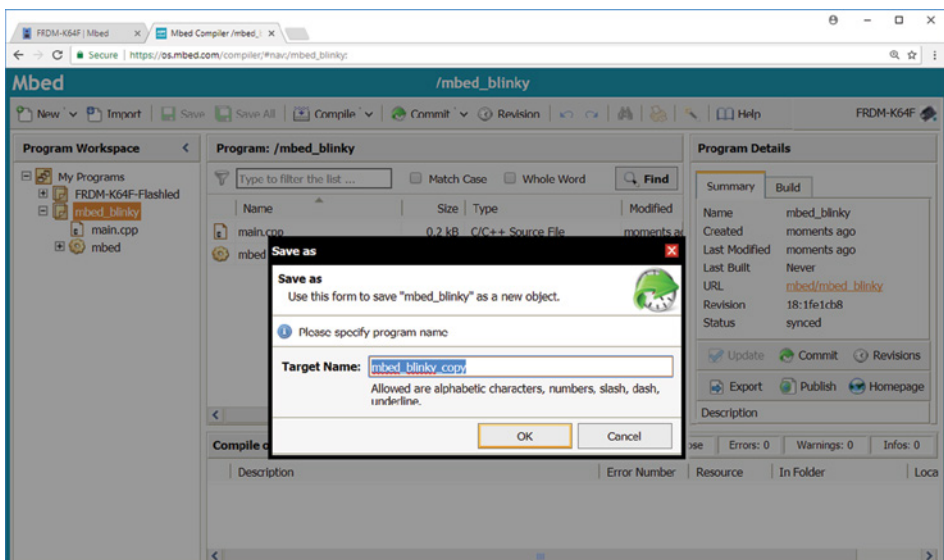 FRDM-K64F | Mbed
Mbed Compiler /mbed_
Secure | https://os.mbed.com/compiler/#nav:/mbed_blinky;
Mbed
/mbed_blinky
New Import Save Save All Compile Commit Revision Help FRDM-K64F
Program Workspace
My Programs
FRDM-K64F-Flashled
mbed_blinky
main.cpp
mbed
Program: /mbed_blinky
Type to filter the list ... Match Case Whole Word Find
Name Size Type Modified
main.cpp 0.2 kB C/C++ Source File moments a
mbed
Save as
Save as
Use this form to save "mbed_blinky" as a new object.
Please specify program name
Target Name: mbed_blinky_copy
Allowed are alphabetic characters, numbers, slash, dash,
underline.
OK Cancel
Program Details
Summary Build
Name mbed_blinky
Created moments ago
Last Modified moments ago
Last Built Never
URL mbed/mbed_blinky
Revision 18:1fe1cb8
Status synced
Update Commit Revisions
Export Publish Homepage
Description
Compile o
Errors: 0 Warnings: 0 Infos: 0
Description Error Number Resource In Folder Loca